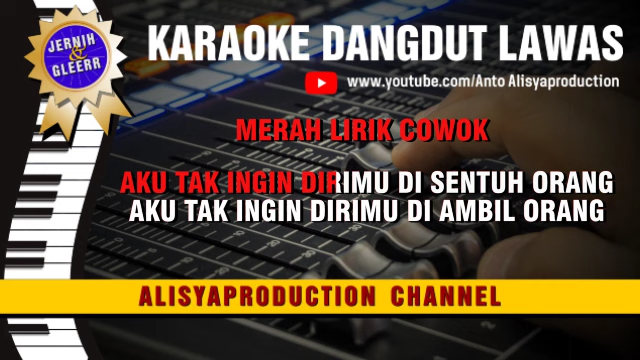 JERNIH
&
GLEERR
KARAOKE DANGDUT LAWAS
www.youtube.com/Anto Alisyaproduction
MERAH LIRIK COWOK
AKU TAK INGIN DIRIMU DI SENTUH ORANG
AKU TAK INGIN DIRIMU DI AMBIL ORANG
ALISYAPRODUCTION CHANNEL